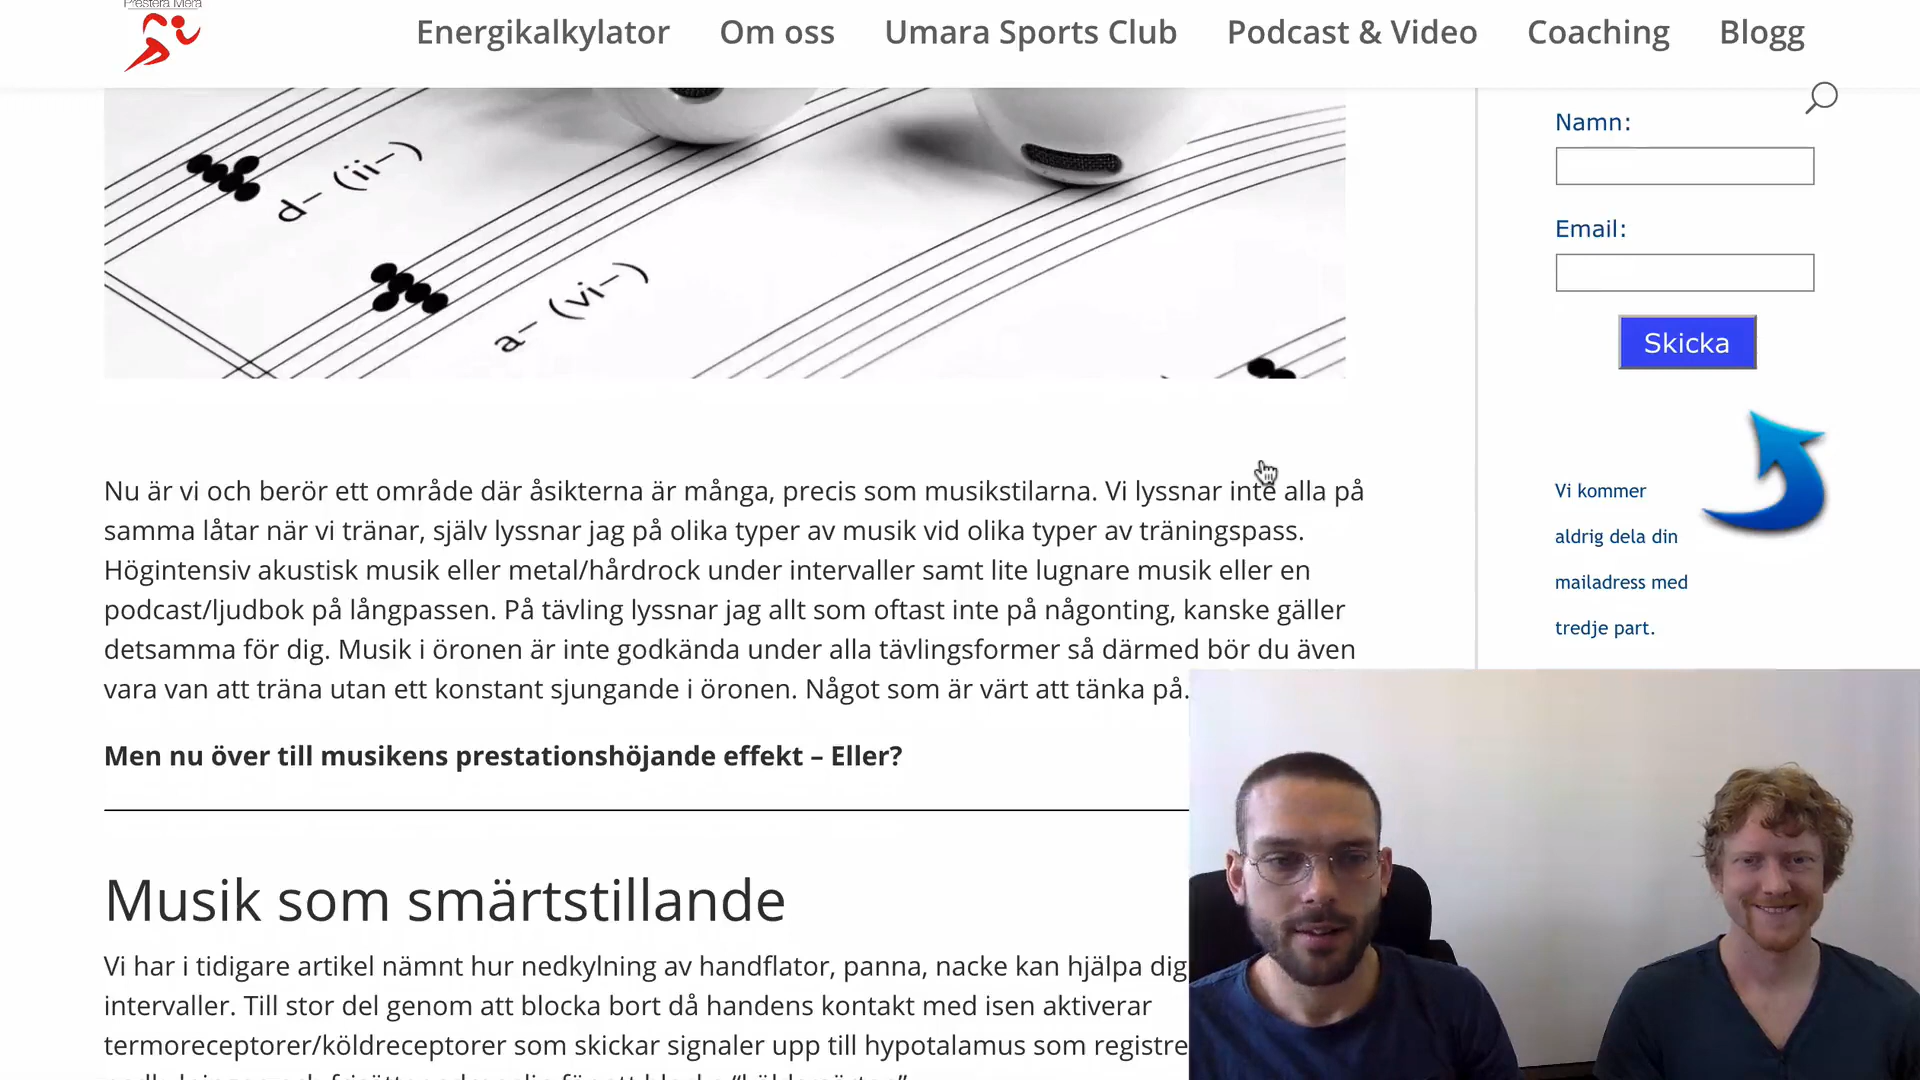 Prestera Mera
Energikalkylator Om oss Umara Sports Club Podcast & Video Coaching Blogg
d– (ii–)
a– (vi–)
Namn:
Email:
Skicka
Vi kommer
aldrig dela din
mailadress med
tredje part.
Nu är vi och berör ett område där åsikterna är många, precis som musikstilarna. Vi lyssnar inte alla på
samma låtar när vi tränar, själv lyssnar jag på olika typer av musik vid olika typer av träningspass.
Högintensiv akustisk musik eller metal/hårdrock under intervaller samt lite lugnare musik eller en
podcast/ljudbok på långpassen. På tävling lyssnar jag allt som oftast inte på någonting, kanske gäller
detsamma för dig. Musik i öronen är inte godkända under alla tävlingsformer så därmed bör du även
vara van att träna utan ett konstant sjungande i öronen. Något som är värt att tänka på.
Men nu över till musikens prestationshöjande effekt – Eller?
Musik som smärtstillande
Vi har i tidigare artikel nämnt hur nedkylning av handflator, panna, nacke kan hjälpa dig
intervaller. Till stor del genom att blocka bort då handens kontakt med isen aktiverar
termoreceptorer/köldreceptorer som skickar signaler upp till hypotalamus som registre